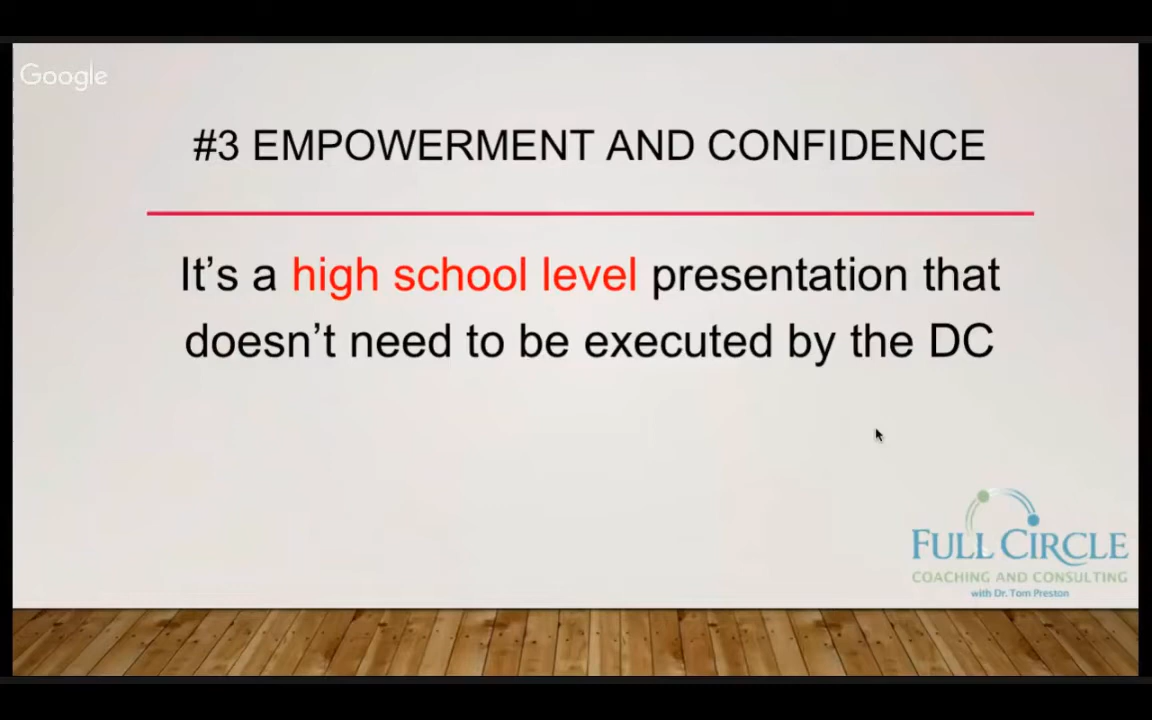 Google
#3 EMPOWERMENT AND CONFIDENCE
It's a high school level presentation that
doesn't need to be executed by the DC
FULL CIRCLE
COACHING AND CONSULTING
with Dr. Tom Preston